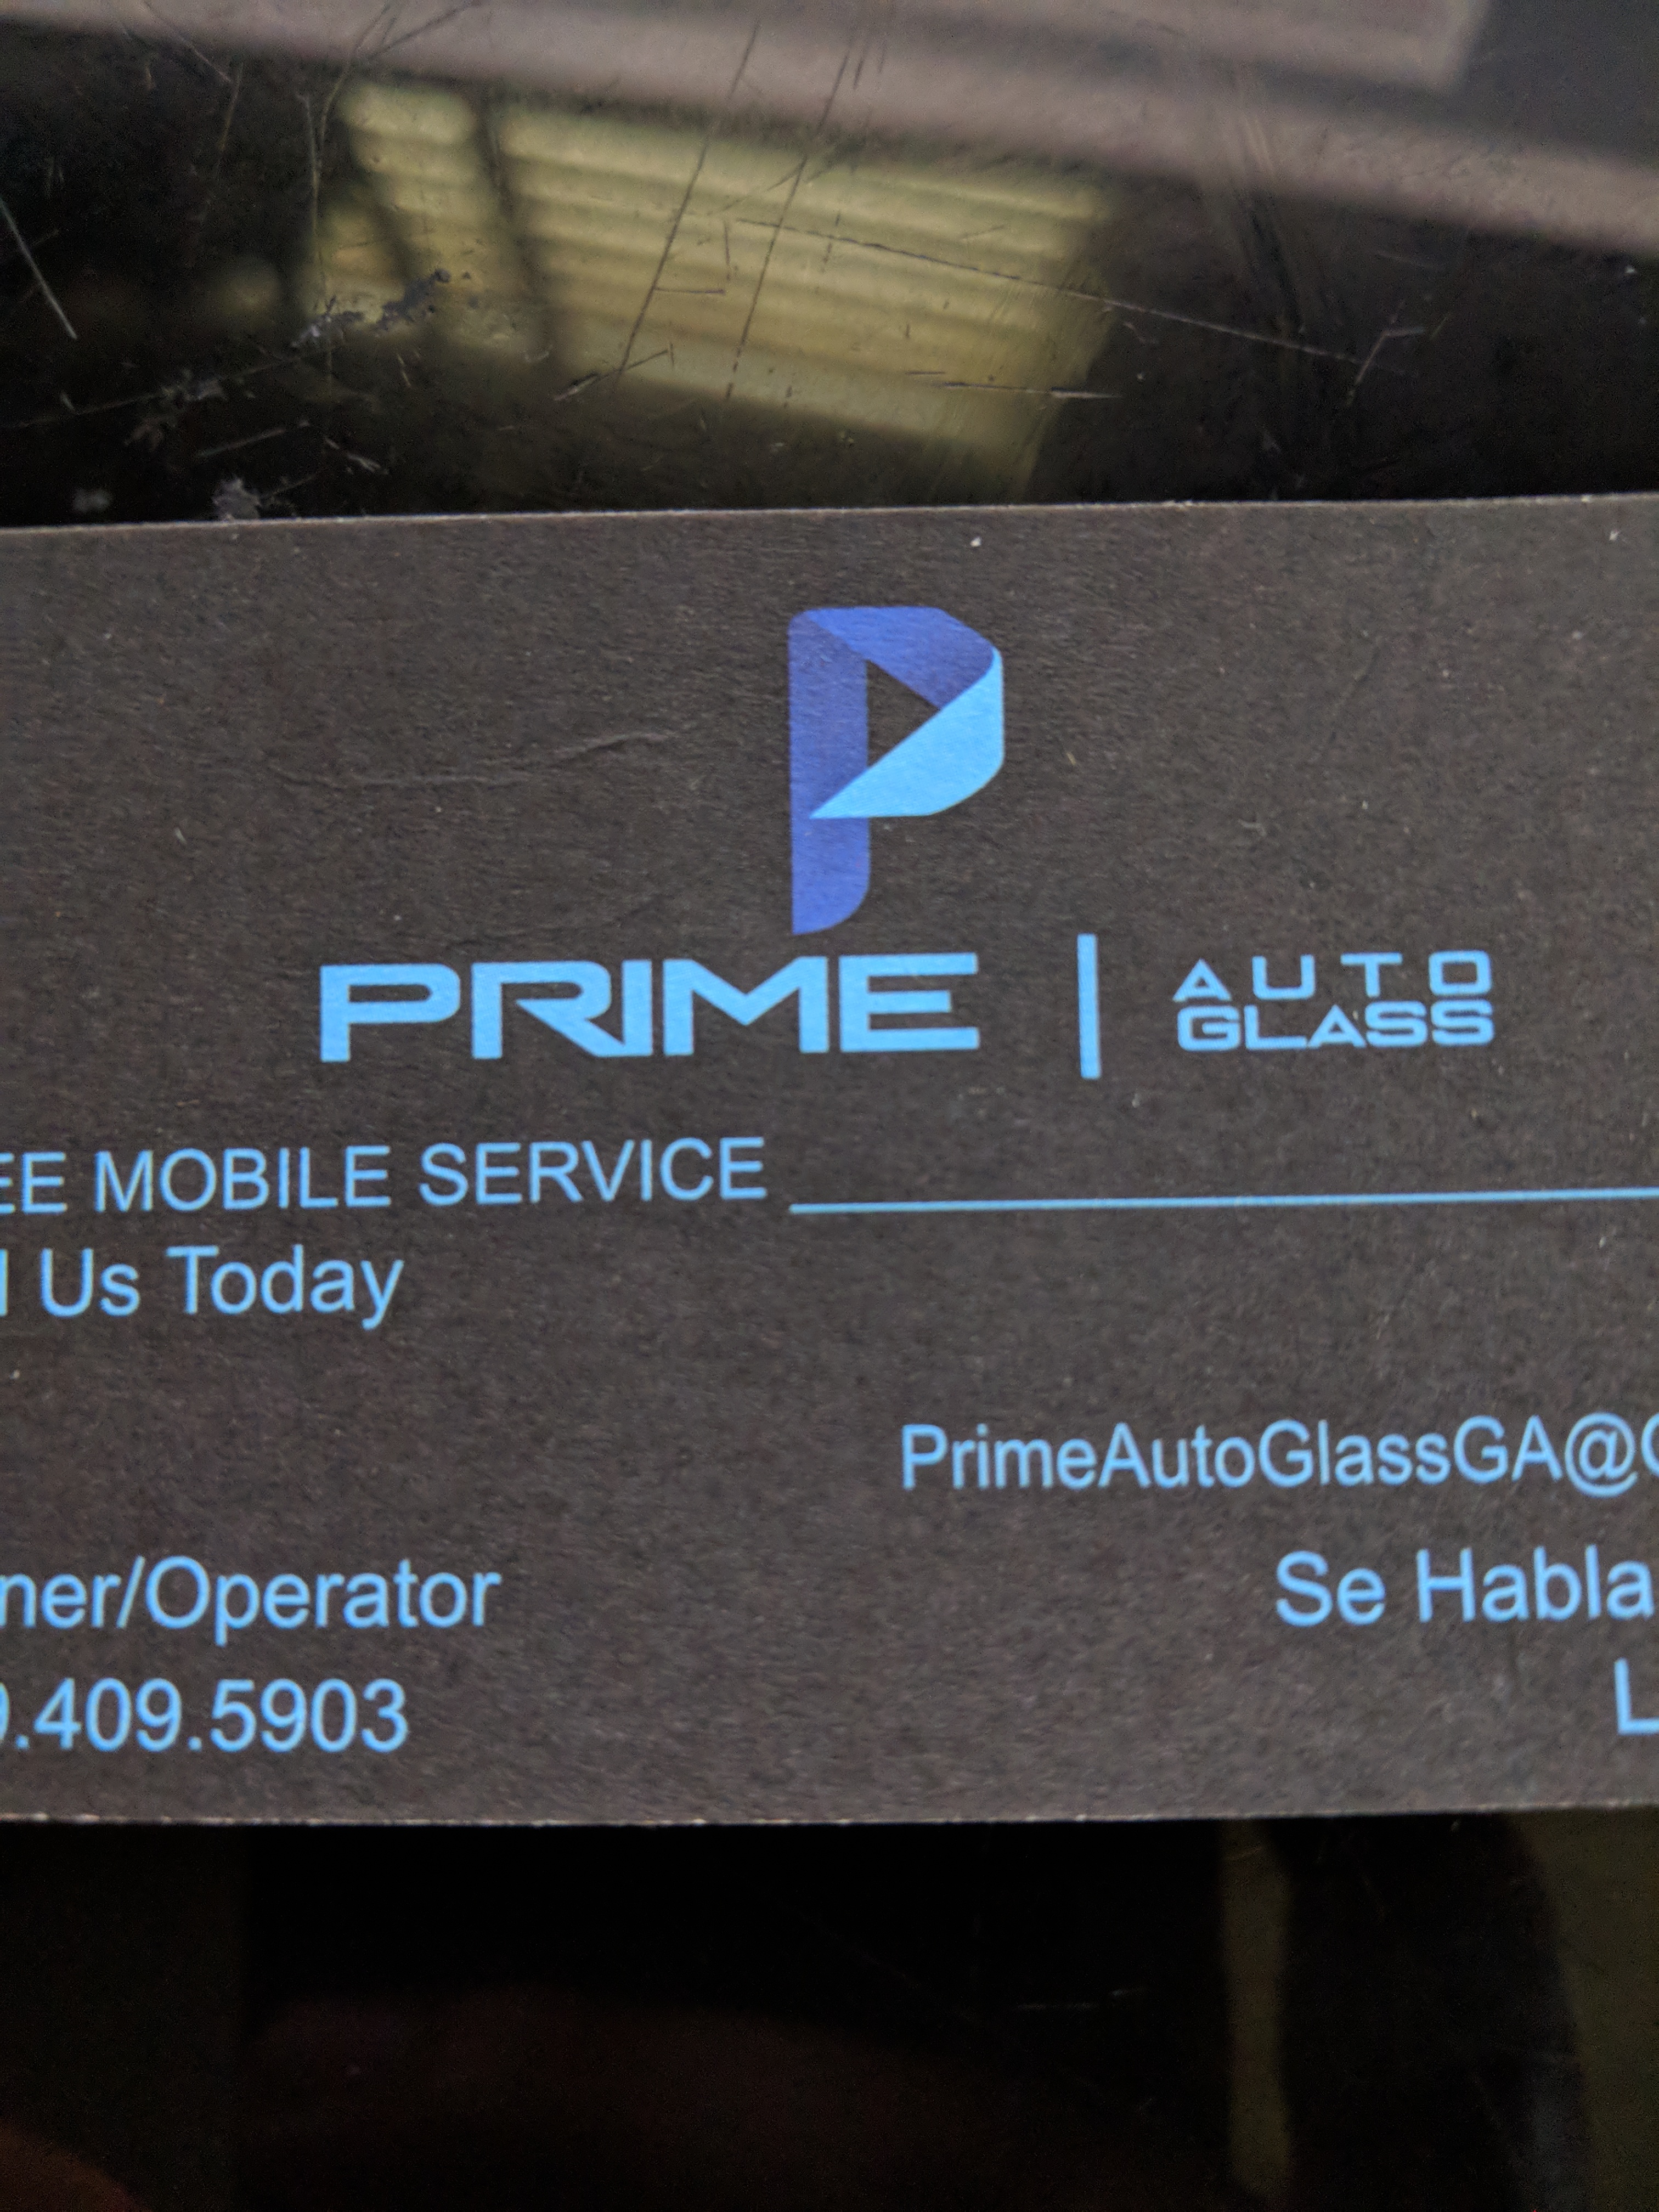 PRIME | AUTO
GLASS
EE MOBILE SERVICE
l Us Today
PrimeAutoGlassGA@
ner/Operator
Se Habla
.409.5903
L